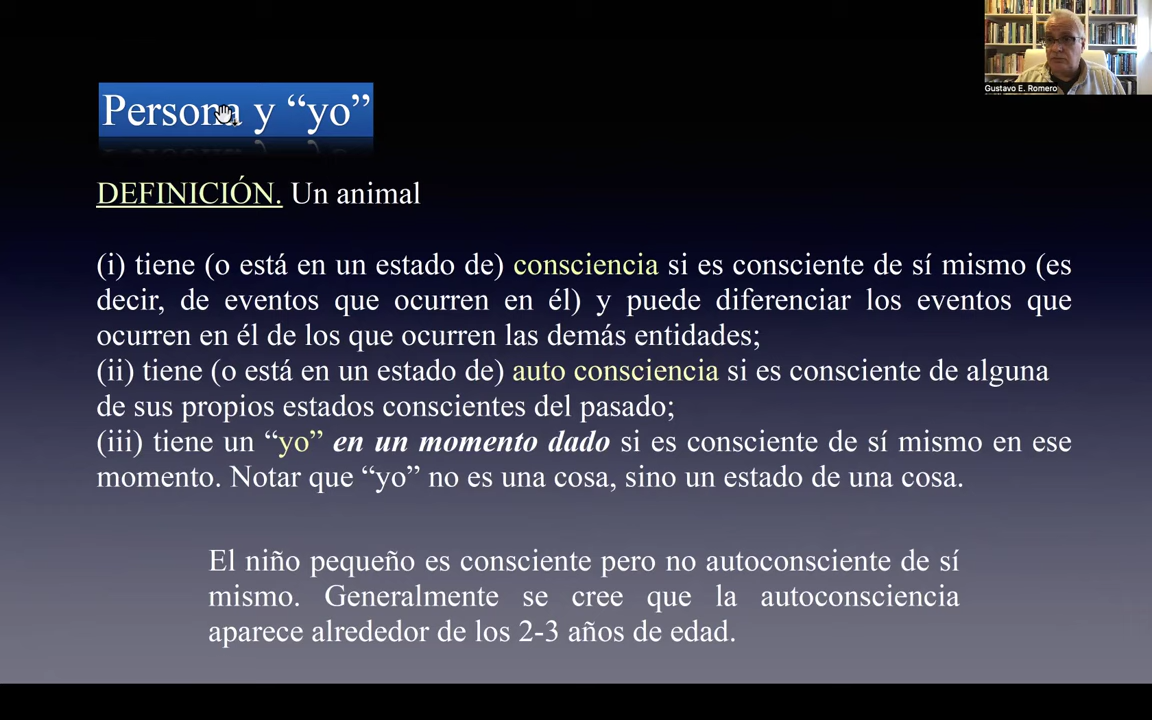 Gustavo E. Romero
Persona y “yo”
DEFINICIÓN. Un animal
(i) tiene (o está en un estado de) consciencia si es consciente de sí mismo (es
decir, de eventos que ocurren en él) y puede diferenciar los eventos que
ocurren en él de los que ocurren las demás entidades;
(ii) tiene (o está en un estado de) auto consciencia si es consciente de alguna
de sus propios estados conscientes del pasado;
(iii) tiene un “yo” en un momento dado si es consciente de sí mismo en ese
momento. Notar que “yo” no es una cosa, sino un estado de una cosa.
El niño pequeño es consciente pero no autoconsciente de sí
mismo. Generalmente se cree que la autoconsciencia
aparece alrededor de los 2-3 años de edad.